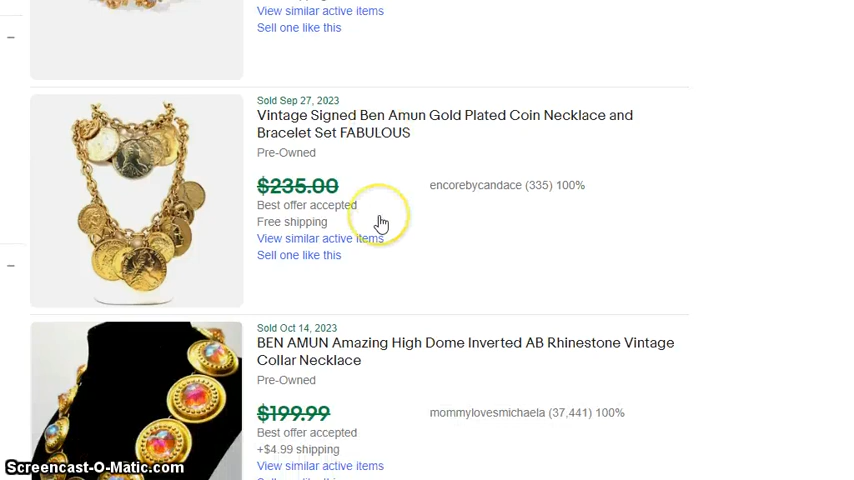 View similar active items
Sell one like this
Sold Sep 27, 2023
Vintage Signed Ben Amun Gold Plated Coin Necklace and
Bracelet Set FABULOUS
Pre-Owned
$235.00
encorebycandace (335) 100%
Best offer accepted
Free shipping
View similar active items
Sell one like this
Sold Oct 14, 2023
BEN AMUN Amazing High Dome Inverted AB Rhinestone Vintage
Collar Necklace
Pre-Owned
$199.99
mommylovesmichaela (37,441) 100%
Best offer accepted
+$4.99 shipping
View similar active items
Screencast-O-Matic.com